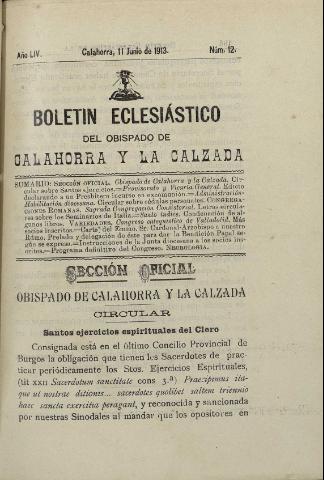 Año LIV. Calahorra, 11 Junio de 1913. Núm. 12.
BOLETIN ECLESIÁSTICO
DEL OBISPADO DE
CALAHORRA Y LA CALZADA
SUMARIO: SECCIÓN OFICIAL. Obispado de Calahorra y la Calzada. Cir-
cular sobre Santos ejercicios.—Provisorato y Vicaría General. Edicto
declarando a un Presbítero incurso en excomunión.—Administración-
Habilitación diocesana. Circular sobre cédulas personales. CONGREGA-
CIONES ROMANAS. Sagrada Congregación Consistorial. Letras circula-
res sobre los Seminarios de Italia.—Santo Condenación de al-
gunos libros. VARIEDADES. Congreso catequístico de Valladolid. Más
socios inscritos.—Carta del Emmo. Sr. Cardenal-Arzobispo a nuestro
Rdmo. Prelado y delegación de éste para dar la Bendición Papal se-
gún se expresa.—Instrucciones de la Junta diocesana a los socios ins-
critos.—Programa definitivo del Congreso.
SECCIÓN OFICIAL
OBISPADO DE CALAHORRA Y LA CALZADA
CIRCULAR
Santos ejercicios espirituales del Clero
Consignada está en el último Concilio Provincial de
Burgos la obligación que tienen los Sacerdotes de prac-
ticar periódicamente los Stos. Ejercicios Espirituales,
(tit XXII Sacerdotum sanctitate cons 3.ª) Praecipimus ita-
que ut nostrae ditiones... sacerdotes quolibet saltem triennio
haec sancta exercitia peragant, y reconocida y sancionada
por nuestras Sinodales al mandar que los opositores en